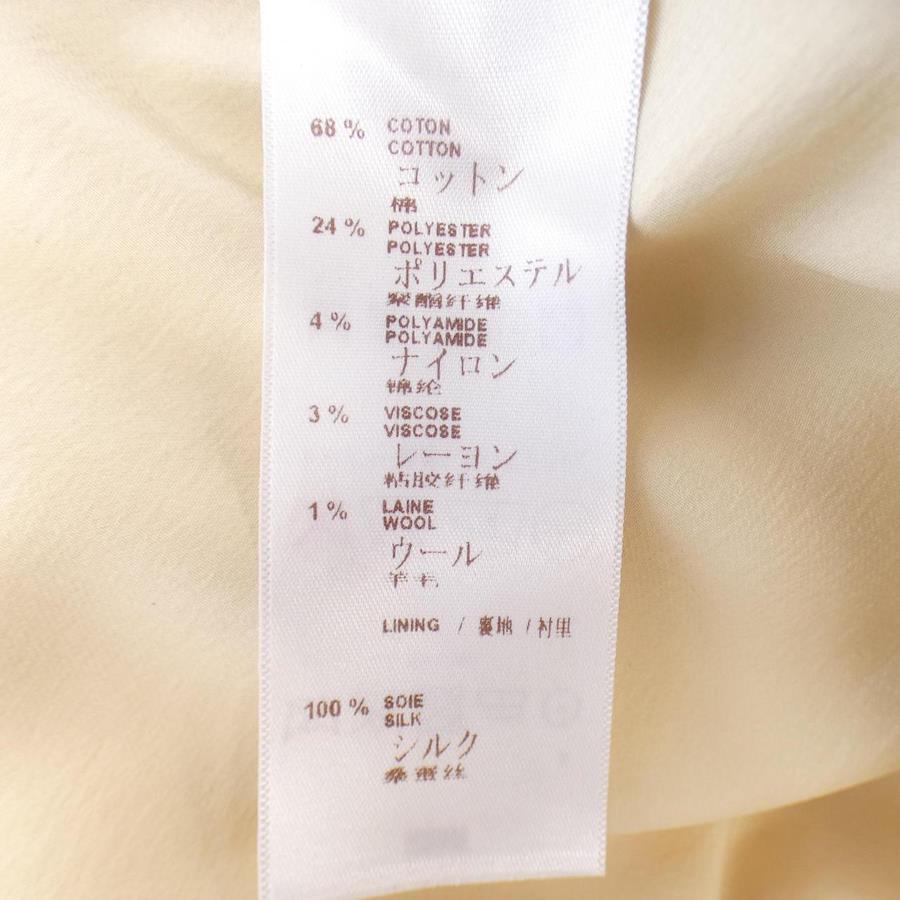 68 % COTON
COTTON
コットン
棉
24 % POLYESTER
POLYESTER
ポリエステル
聚酯纤维
4 % POLYAMIDE
POLYAMIDE
ナイロン
锦纶
3 % VISCOSE
VISCOSE
レーヨン
粘胶纤维
1 % LAINE
WOOL
ウール
羊毛
LINING / 裏地 / 衬里
100 % SOIE
SILK
シルク
桑蚕丝